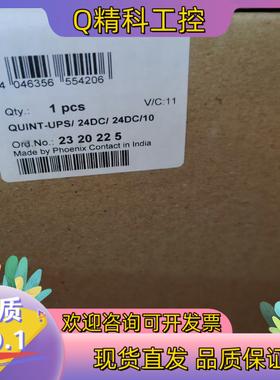 Q精科工控
4 046356 554206
Qty.: 1 pcs
V/C: 11
QUINT-UPS/ 24DC/ 24DC/10
Ord.No.: 23 20 22 5
Made by Phoenix Contact in India
质
0.1
欢迎咨询可开发票
现货直发 品质保证